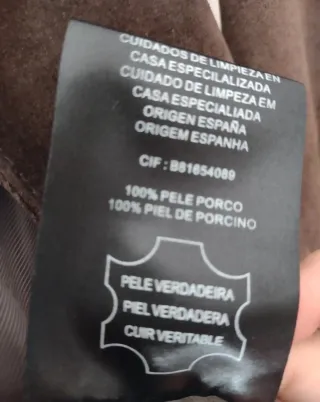 CUIDADOS DE LIMPIEZA EN
CASA ESPECILALIZADA
CUIDADO DE LIMPEZA EM
CASA ESPECIALIADA
ORIGEN ESPAÑA
ORIGEM ESPANHA
CIF: B81654089
100% PELE PORCO
100% PIEL DE PORCINO
PELE VERDADEIRA
PIEL VERDADERA
CUIR VERITABLE